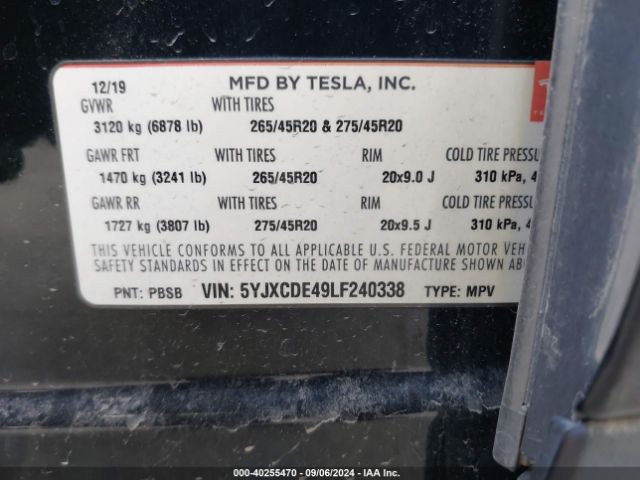 12/19 MFD BY TESLA, INC.
GVWR WITH TIRES
3120 kg (6878 lb) 265/45R20 & 275/45R20
GAWR FRT WITH TIRES RIM COLD TIRE PRESSU
1470 kg (3241 lb) 265/45R20 20x9.0 J 310 kPa, 4
GAWR RR WITH TIRES RIM COLD TIRE PRESSU
1727 kg (3807 lb) 275/45R20 20x9.5 J 310 kPa, 4
THIS VEHICLE CONFORMS TO ALL APPLICABLE U.S. FEDERAL MOTOR VEH
SAFETY STANDARDS IN EFFECT ON THE DATE OF MANUFACTURE SHOWN AB
PNT: PBSB VIN: 5YJXCDE49LF240338 TYPE: MPV
000-40255470 • 09/06/2024 • IAA Inc.